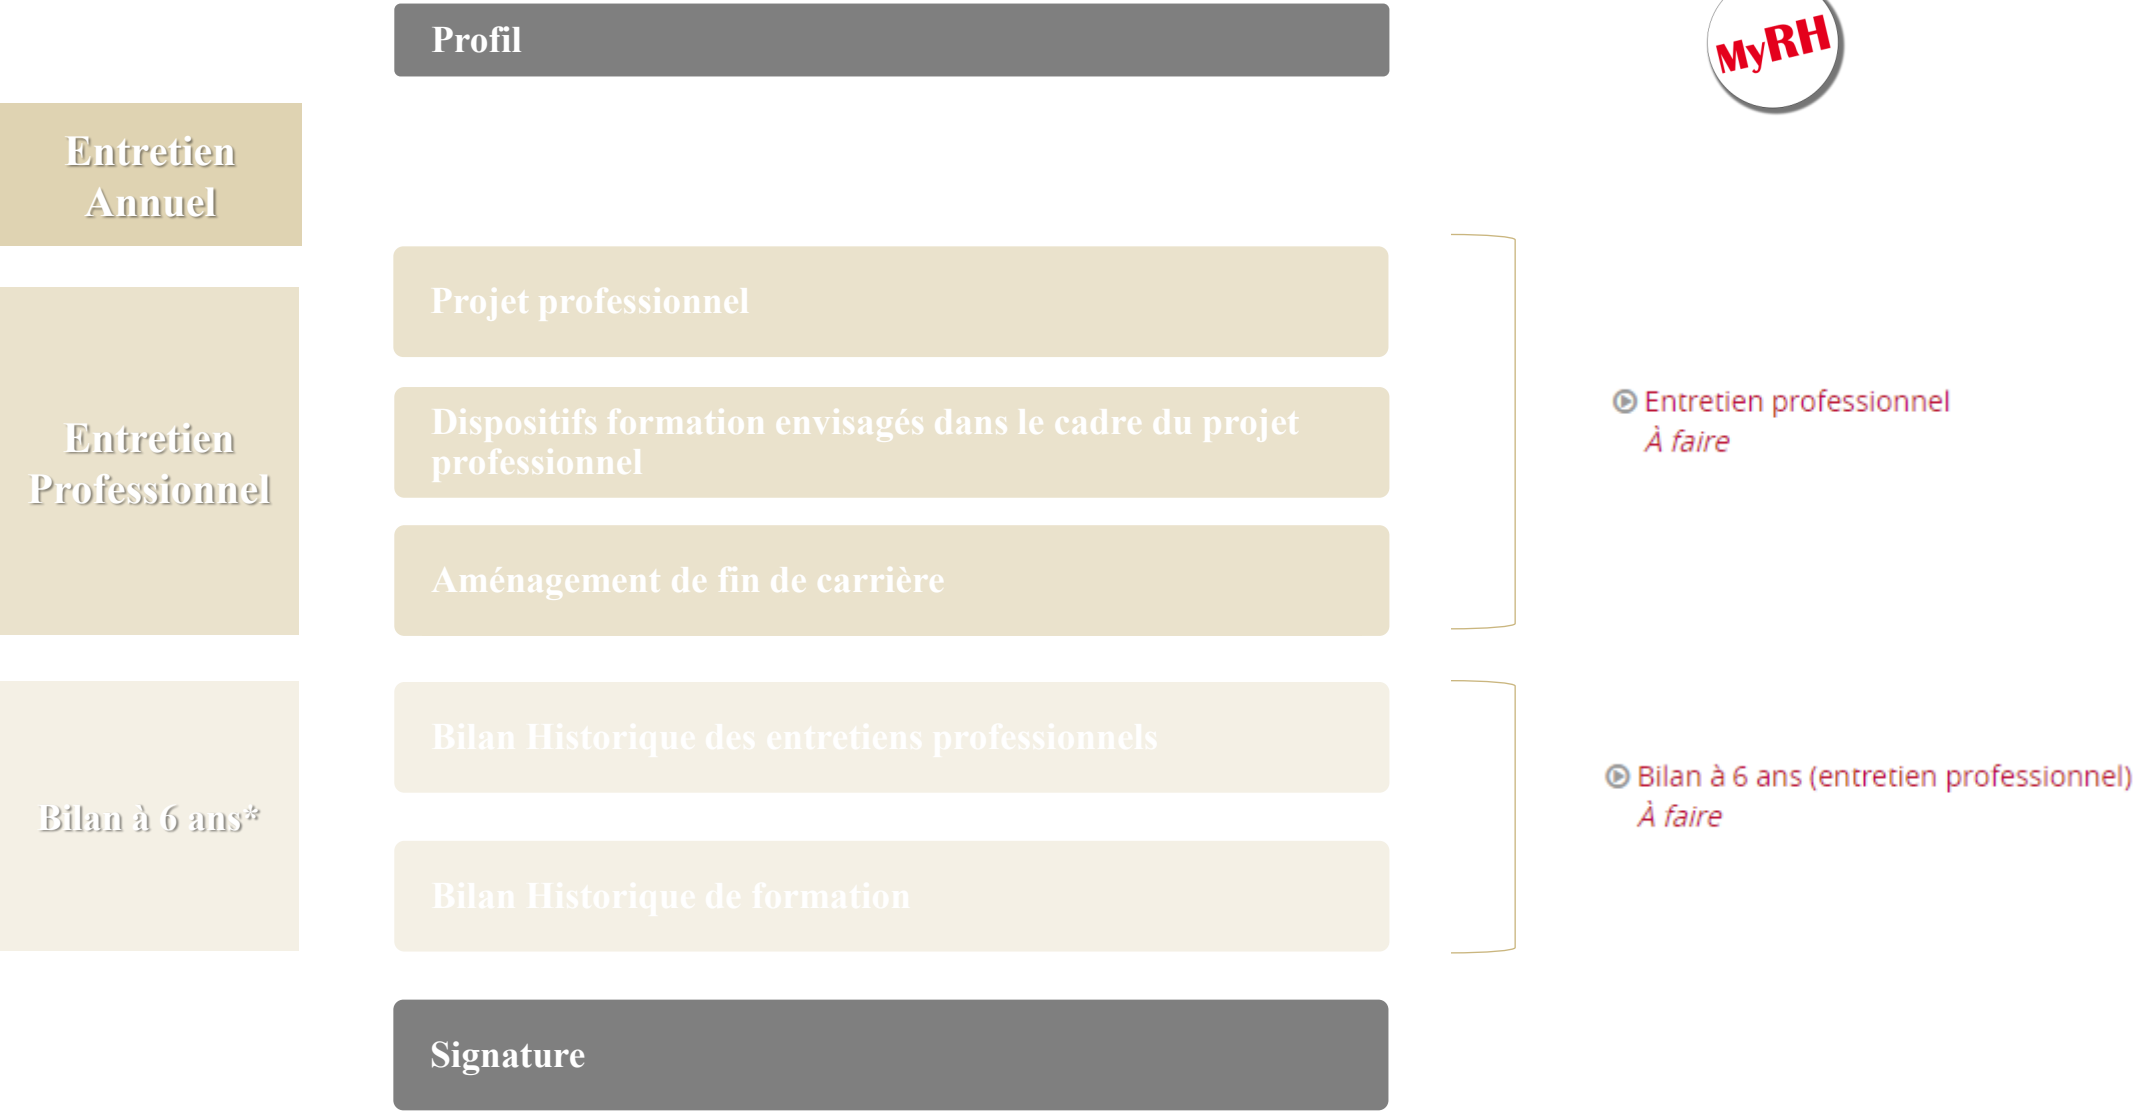 Profil
MyRH
Entretien
Annuel
Entretien
Professionnel
Projet professionnel
Dispositifs formation envisagés dans le cadre du projet
professionnel
Aménagement de fin de carrière
Entretien professionnel
À faire
Bilan à 6 ans*
Bilan Historique des entretiens professionnels
Bilan Historique de formation
Bilan à 6 ans (entretien professionnel)
À faire
Signature